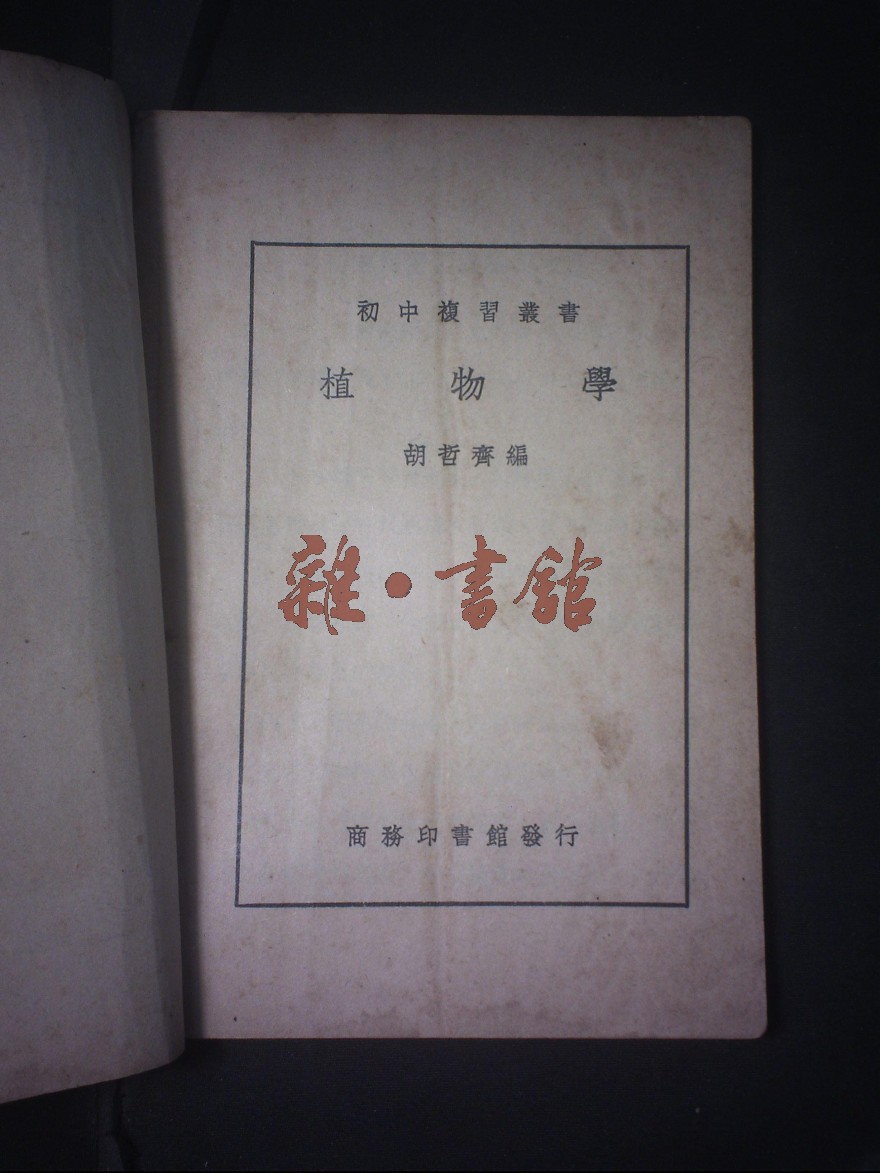 初中複習叢書
植物學
胡哲齊編
雜·書館
商務印書館發行